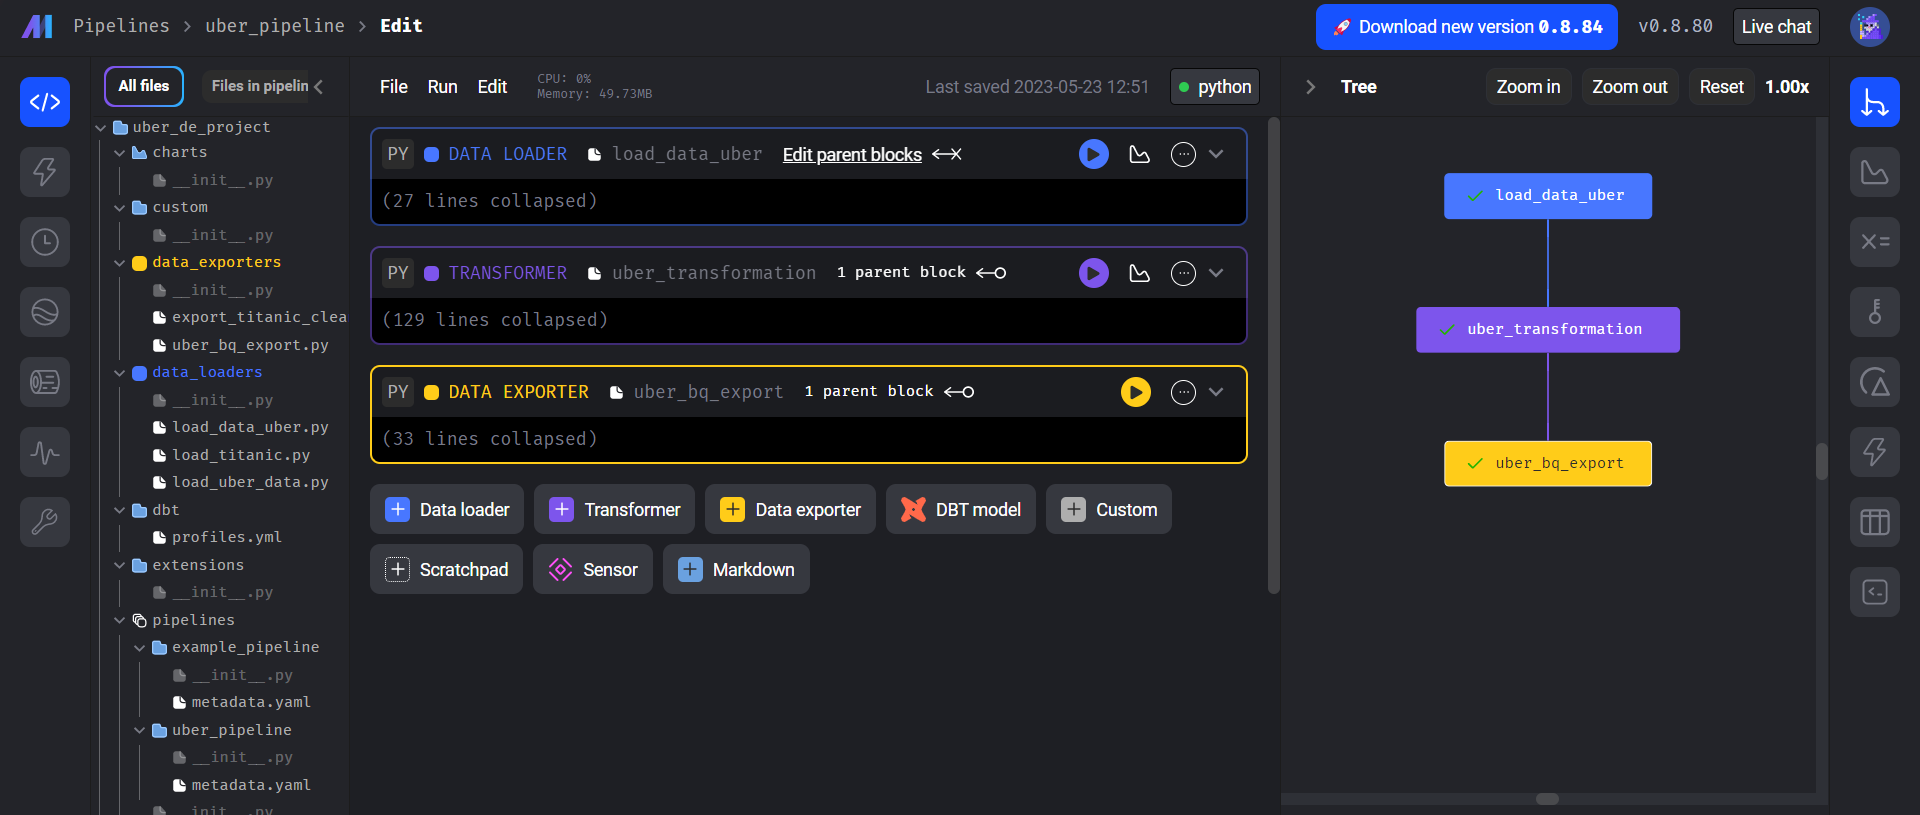 Pipelines > uber_pipeline > Edit
Download new version 0.8.84
v0.8.80
Live chat
All files
Files in pipelin
uber_de_project
charts
__init__.py
custom
__init__.py
data_exporters
__init__.py
export_titanic_clea
uber_bq_export.py
data_loaders
__init__.py
load_data_uber.py
load_titanic.py
load_uber_data.py
dbt
profiles.yml
extensions
__init__.py
pipelines
example_pipeline
__init__.py
metadata.yaml
uber_pipeline
__init__.py
metadata.yaml
__init__.py
File Run Edit
CPU: 0%
Memory: 49.73MB
Last saved 2023-05-23 12:51
python
PY DATA LOADER load_data_uber Edit parent blocks
(27 lines collapsed)
PY TRANSFORMER uber_transformation 1 parent block
(129 lines collapsed)
PY DATA EXPORTER uber_bq_export 1 parent block
(33 lines collapsed)
Data loader Transformer Data exporter DBT model Custom
Scratchpad Sensor Markdown
Tree
Zoom in
Zoom out
Reset
1.00x
load_data_uber
uber_transformation
uber_bq_export